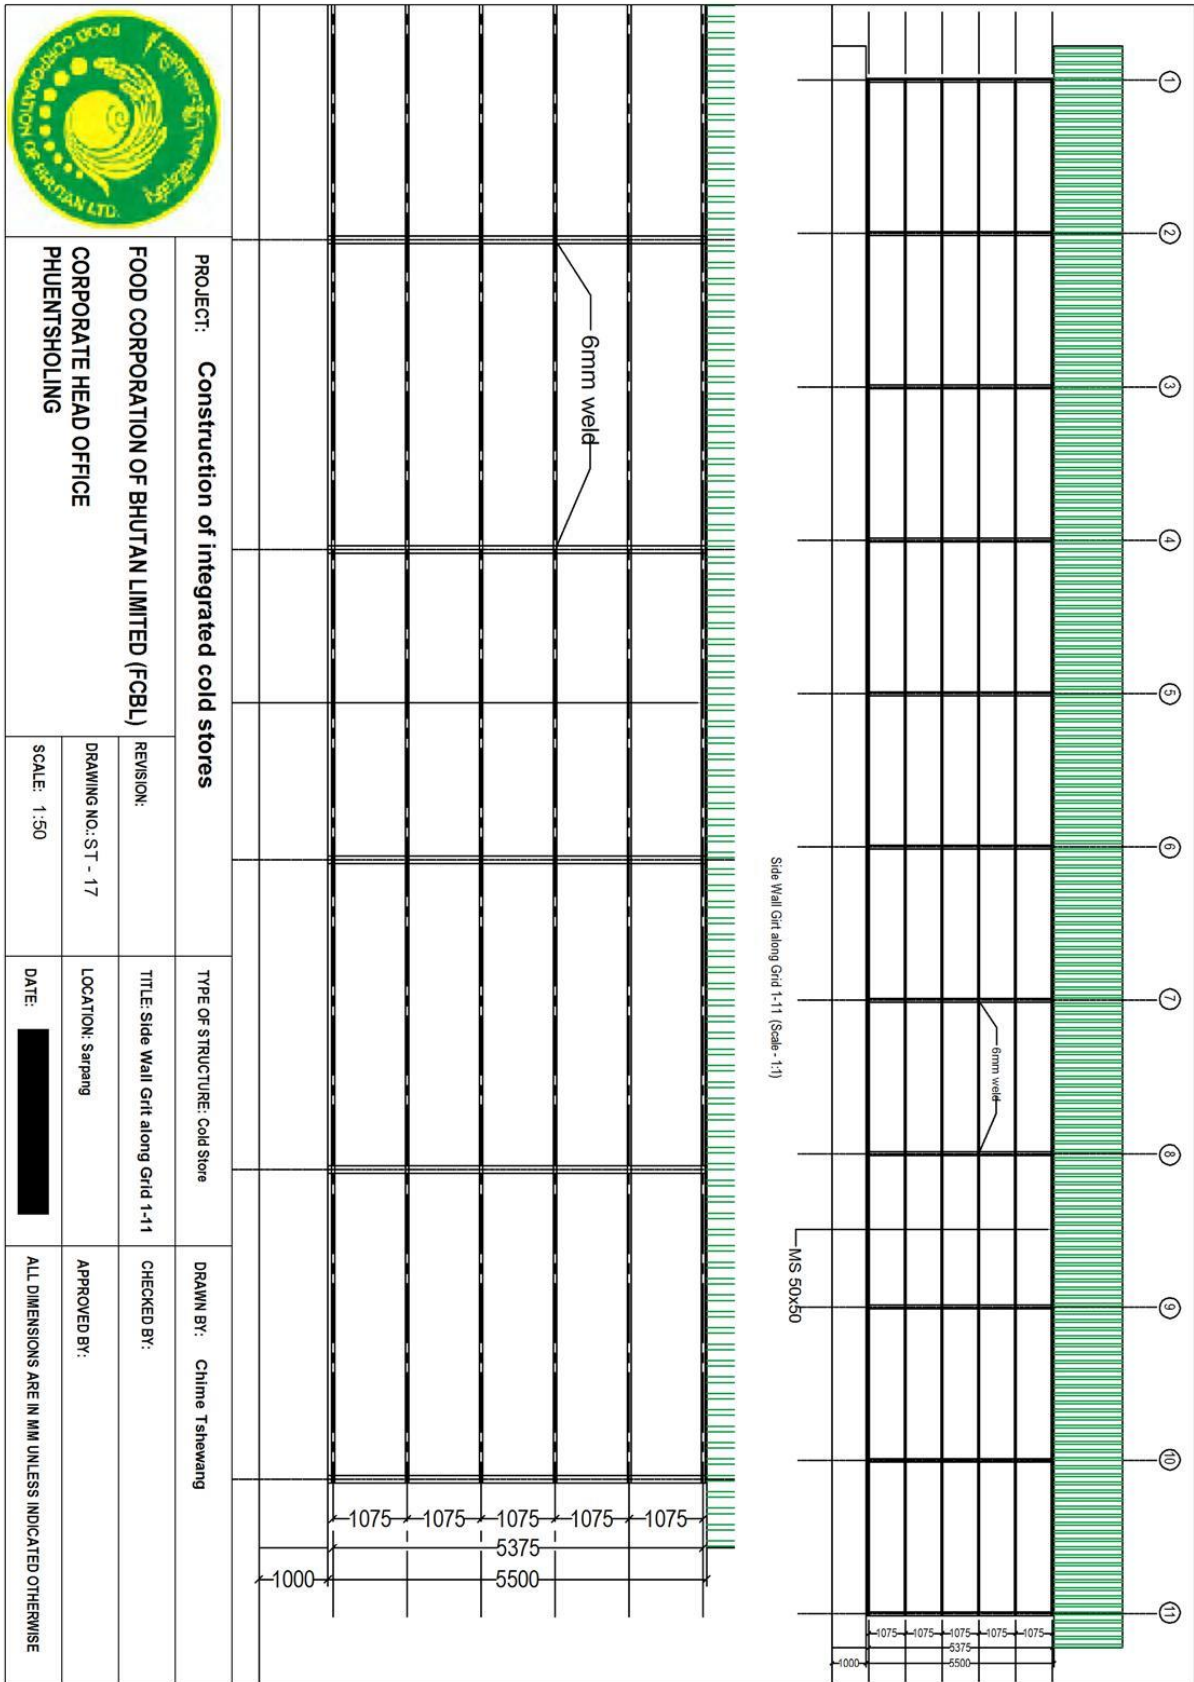 1
2
3
4
5
6
7
8
9
10
11
6mm weld
MS 50x50
1075
1075
1075
1075
1075
5375
5500
1000
Side Wall Girt along Grid 1-11 (Scale - 1:1)
6mm weld
1075
1075
1075
1075
1075
5375
5500
1000
FOOD CORPORATION OF BHUTAN LTD.
PROJECT: Construction of integrated cold stores
FOOD CORPORATION OF BHUTAN LIMITED (FCBL)
CORPORATE HEAD OFFICE
PHUENTSHOLING
REVISION:
DRAWING NO.:ST - 17
SCALE: 1:50
TYPE OF STRUCTURE: Cold Store
TITLE: Side Wall Grit along Grid 1-11
LOCATION: Sarpang
DATE:
DRAWN BY: Chime Tshewang
CHECKED BY:
APPROVED BY:
ALL DIMENSIONS ARE IN MM UNLESS INDICATED OTHERWISE